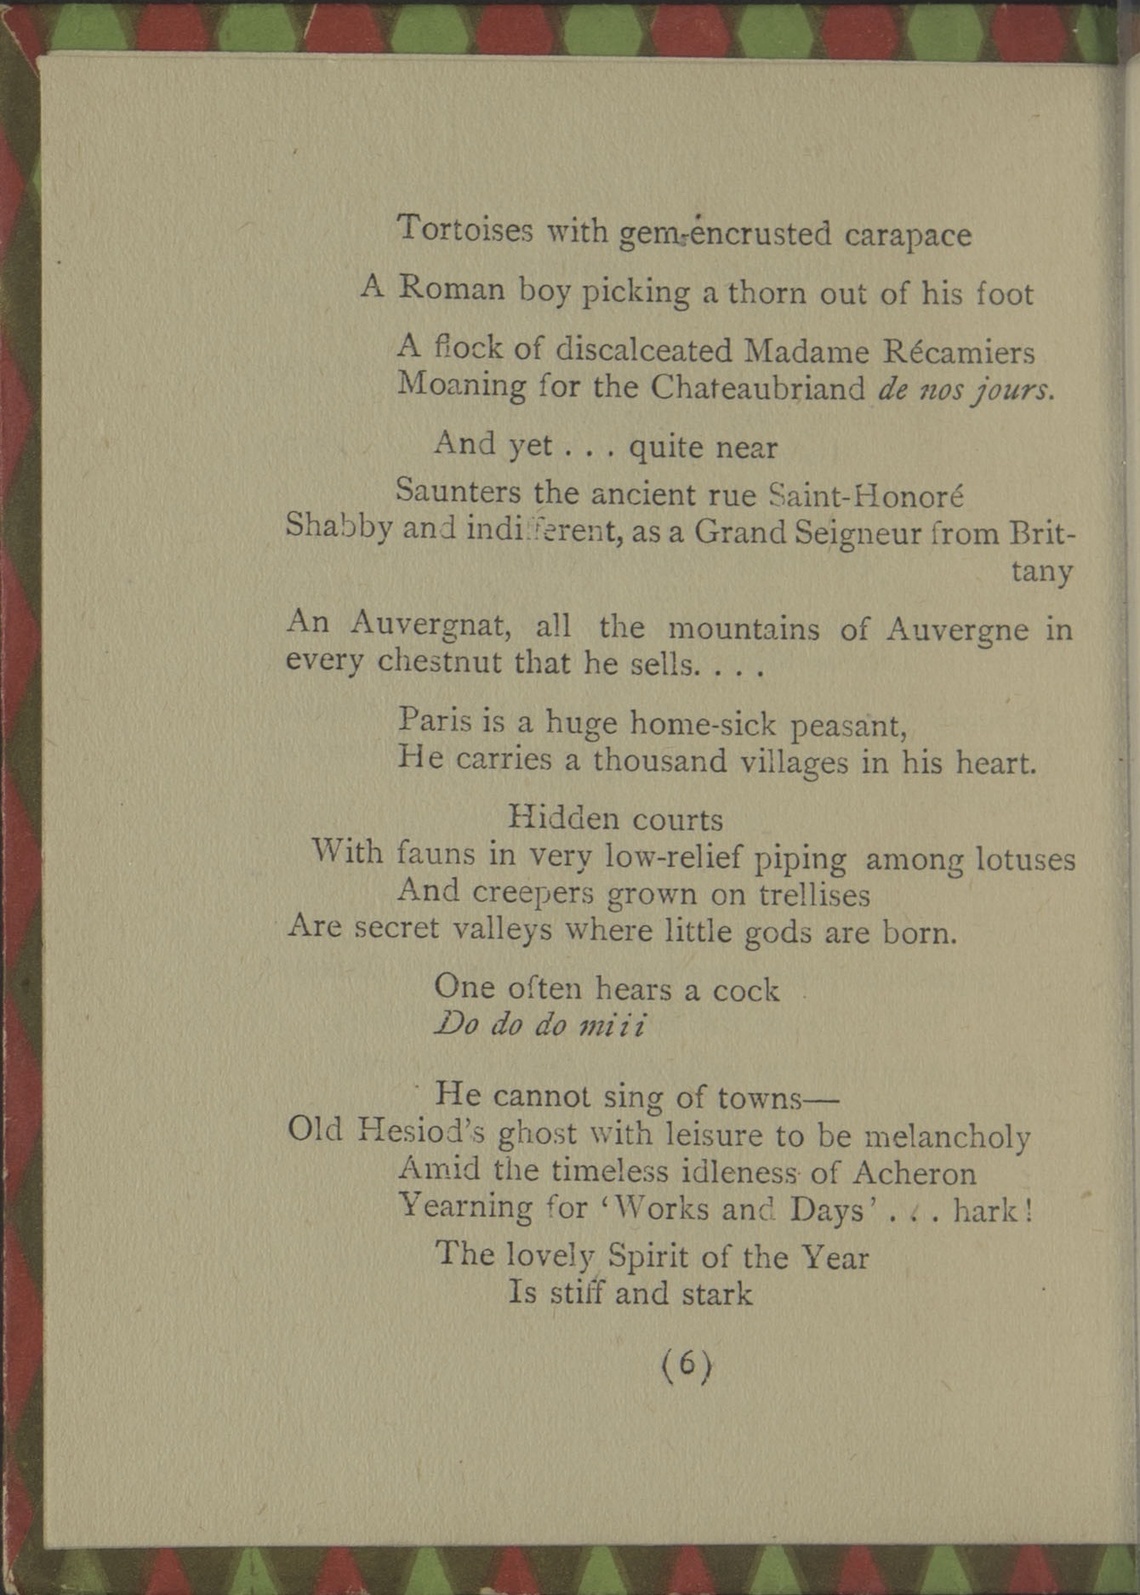 Tortoises with gem-encrusted carapace
A Roman boy picking a thorn out of his foot
A flock of discalceated Madame Récamiers
Moaning for the Chateaubriand de nos jours.
And yet . . . quite near
Saunters the ancient rue Saint-Honoré
Shabby and indifferent, as a Grand Seigneur from Brit-
tany
An Auvergnat, all the mountains of Auvergne in
every chestnut that he sells. . . .
Paris is a huge home-sick peasant,
He carries a thousand villages in his heart.
Hidden courts
With fauns in very low-relief piping among lotuses
And creepers grown on trellises
Are secret valleys where little gods are born.
One often hears a cock
Do do do miii
He cannot sing of towns—
Old Hesiod's ghost with leisure to be melancholy
Amid the timeless idleness of Acheron
Yearning for ‘Works and Days’ . . . hark!
The lovely Spirit of the Year
Is stiff and stark
(6)